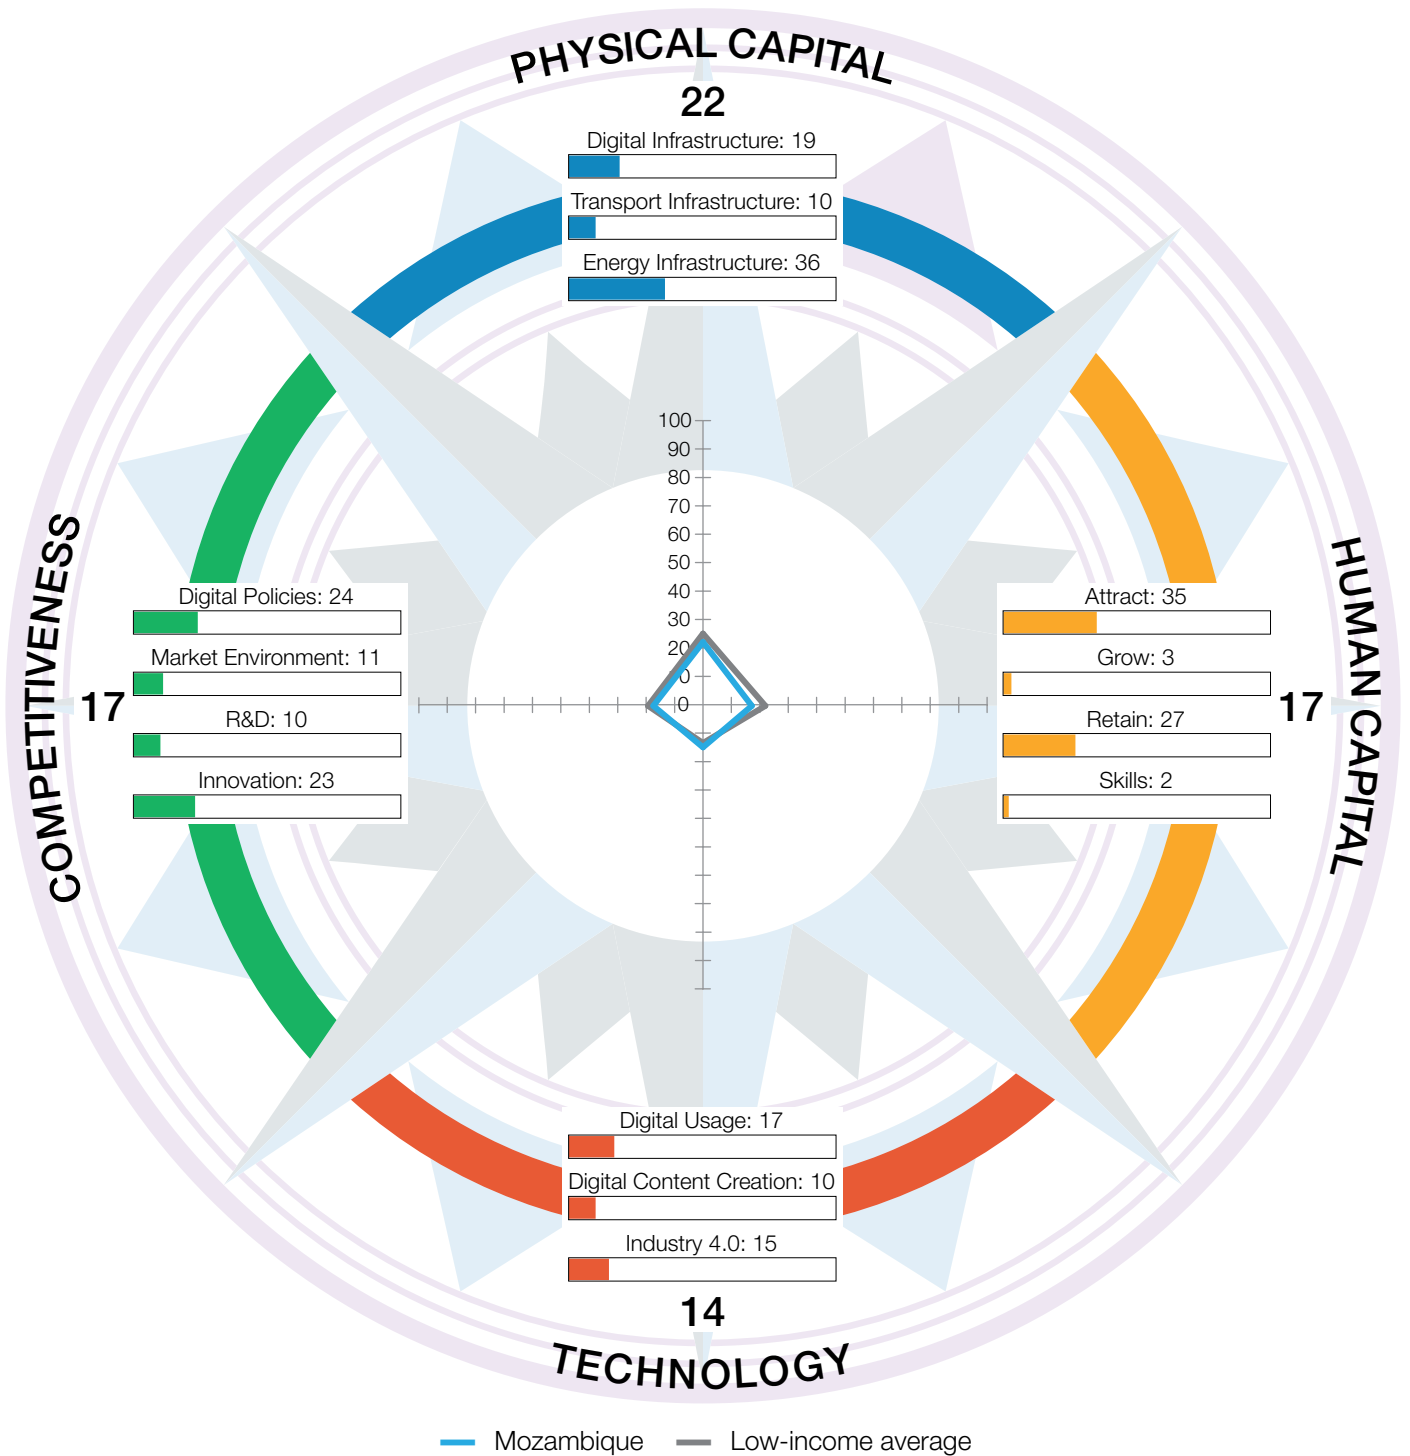 PHYSICAL CAPITAL
22
Digital Infrastructure: 19
Transport Infrastructure: 10
Energy Infrastructure: 36
100
90
80
70
60
50
40
30
20
10
0
COMPETITIVENESS
17
Digital Policies: 24
Market Environment: 11
R&D: 10
Innovation: 23
HUMAN CAPITAL
17
Attract: 35
Grow: 3
Retain: 27
Skills: 2
Digital Usage: 17
Digital Content Creation: 10
Industry 4.0: 15
14
TECHNOLOGY
Mozambique
Low-income average